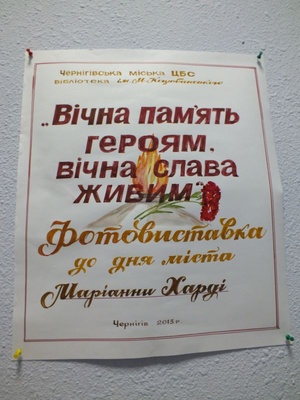 Чернігівська міська ЦБС
бібліотека ім. М. Коцюбинського
„Вічна пам'ять
героям,
вічна слава
живим"
Фотовиставка
до дня міста
Маріанни Харді
Чернігів 2013 р.